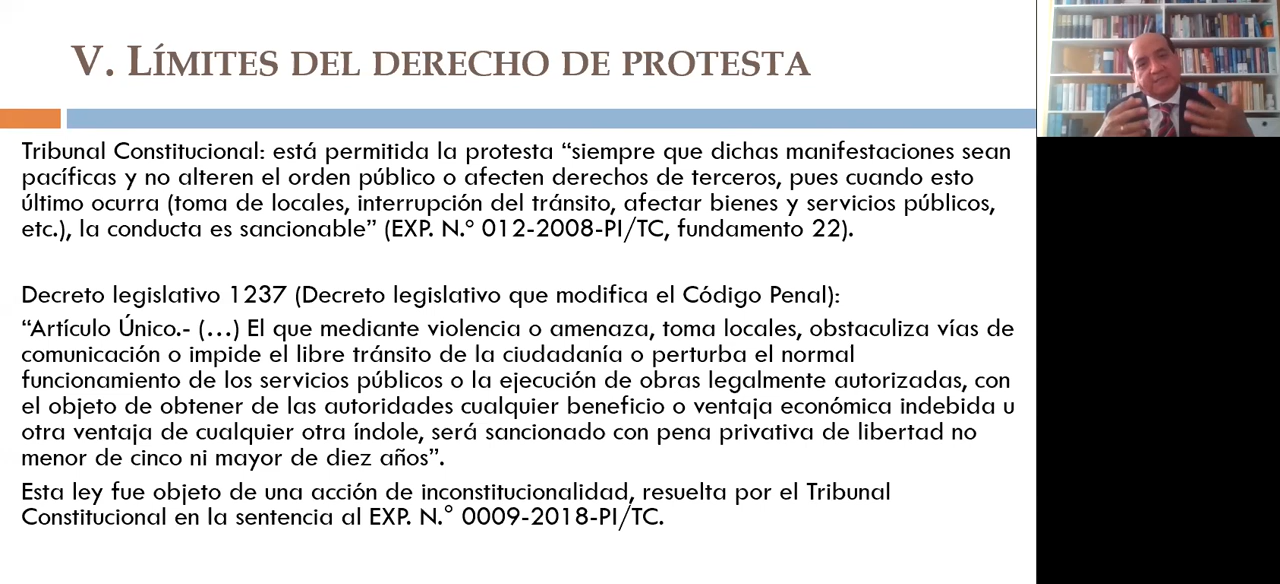 V. LÍMITES DEL DERECHO DE PROTESTA
Tribunal Constitucional: está permitida la protesta “siempre que dichas manifestaciones sean
pacíficas y no alteren el orden público o afecten derechos de terceros, pues cuando esto
último ocurra (toma de locales, interrupción del tránsito, afectar bienes y servicios públicos,
etc.), la conducta es sancionable” (EXP. N.° 012-2008-PI/TC, fundamento 22).
Decreto legislativo 1237 (Decreto legislativo que modifica el Código Penal):
“Artículo Único.- (…) El que mediante violencia o amenaza, toma locales, obstaculiza vías de
comunicación o impide el libre tránsito de la ciudadanía o perturba el normal
funcionamiento de los servicios públicos o la ejecución de obras legalmente autorizadas, con
el objeto de obtener de las autoridades cualquier beneficio o ventaja económica indebida u
otra ventaja de cualquier otra índole, será sancionado con pena privativa de libertad no
menor de cinco ni mayor de diez años”.
Esta ley fue objeto de una acción de inconstitucionalidad, resuelta por el Tribunal
Constitucional en la sentencia al EXP. N.° 0009-2018-PI/TC.